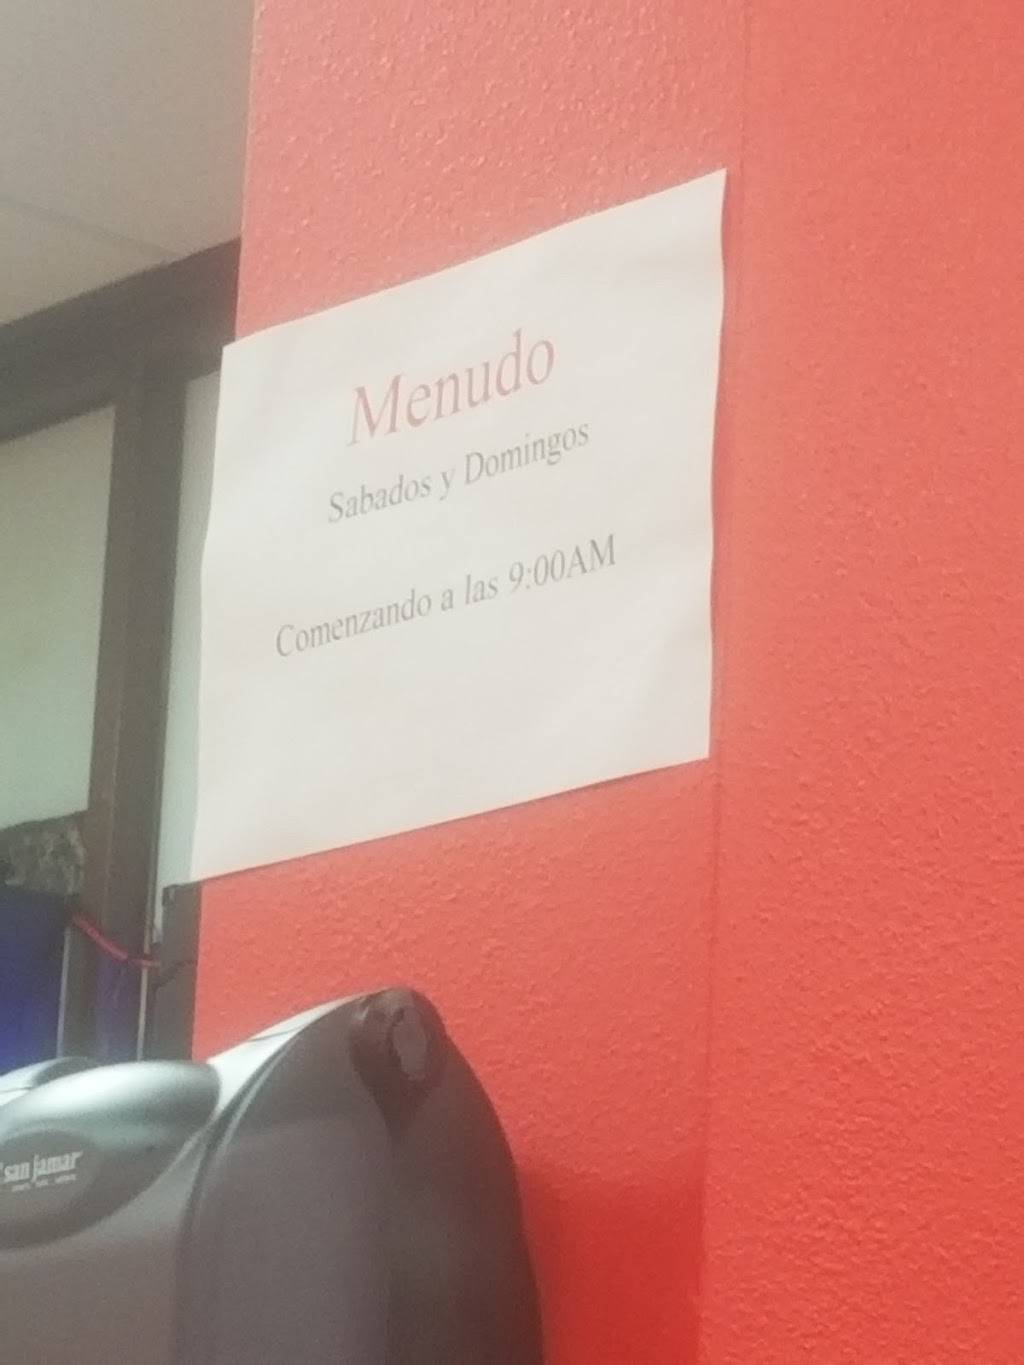 Menudo
Sabados y Domingos
Comenzando a las 9:00AM
san jamar